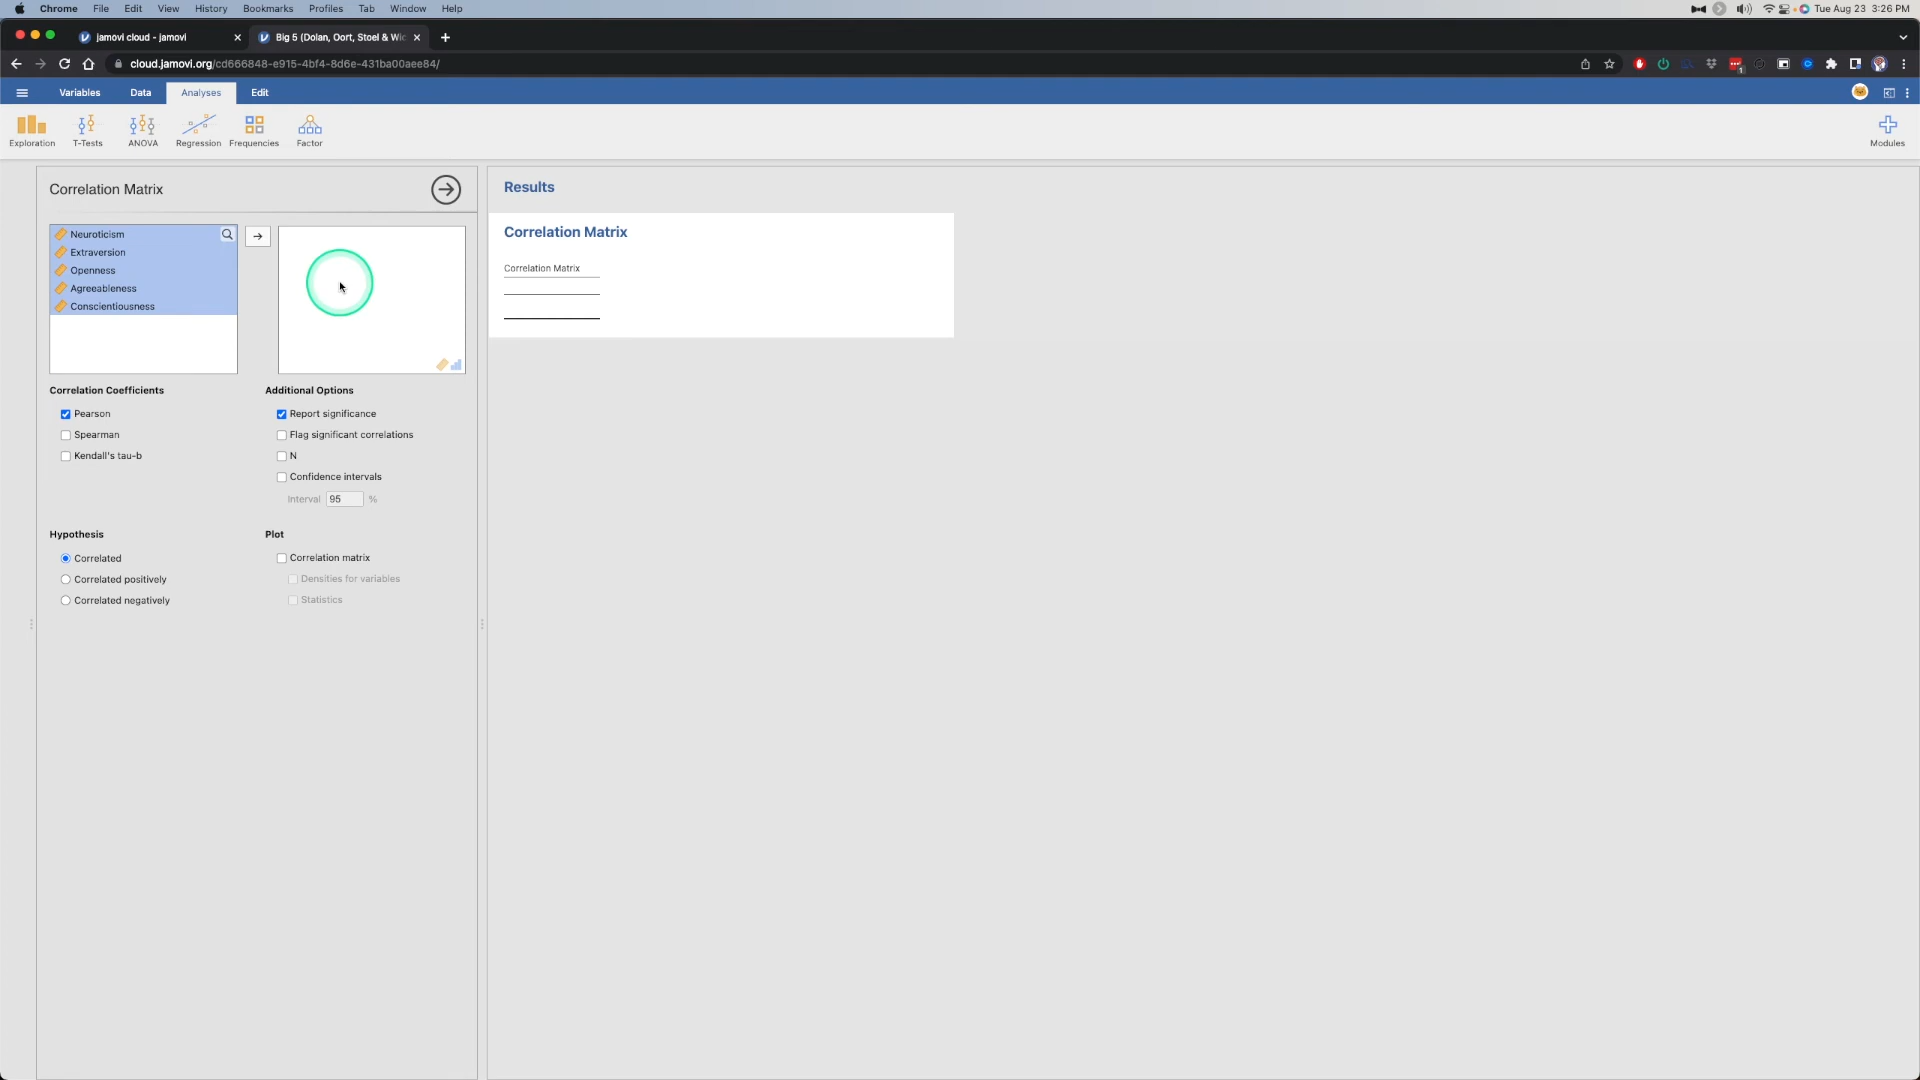 Chrome File Edit View History Bookmarks Profiles Tab Window Help
Tue Aug 23 3:26 PM
jamovi cloud - jamovi
Big 5 (Dolan, Oort, Stoel & Wic
cloud.jamovi.org/cd666848-e915-4bf4-8d6e-431ba00aee84/
Variables Data Analyses Edit
Exploration T-Tests ANOVA Regression Frequencies Factor Modules
Correlation Matrix
Neuroticism
Extraversion
Openness
Agreeableness
Conscientiousness
Correlation Coefficients
Pearson
Spearman
Kendall's tau-b
Additional Options
Report significance
Flag significant correlations
N
Confidence intervals
Interval 95 %
Hypothesis
Correlated
Correlated positively
Correlated negatively
Plot
Correlation matrix
Densities for variables
Statistics
Results
Correlation Matrix
Correlation Matrix